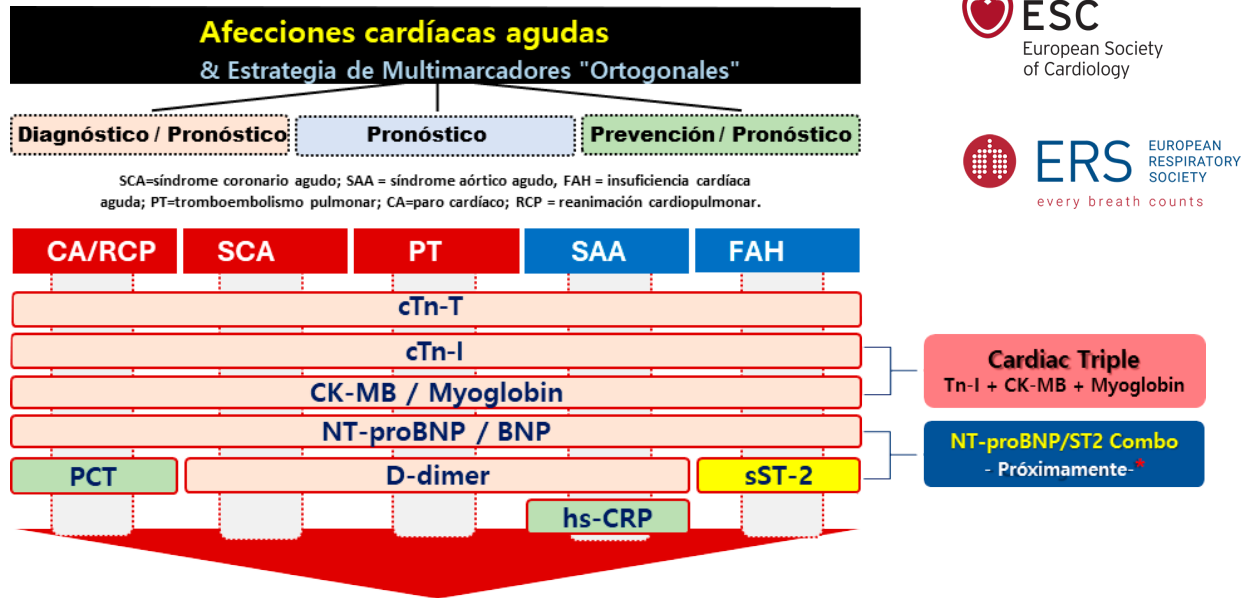 Afecciones cardíacas agudas
& Estrategia de Multimarcadores "Ortogonales"
ESC
European Society
of Cardiology
Diagnóstico / Pronóstico
Pronóstico
Prevención / Pronóstico
ERS
EUROPEAN
RESPIRATORY
SOCIETY
every breath counts
SCA=síndrome coronario agudo; SAA = síndrome aórtico agudo, FAH = insuficiencia cardíaca
aguda; PT=tromboembolismo pulmonar; CA=paro cardíaco; RCP = reanimación cardiopulmonar.
CA/RCP
SCA
PT
SAA
FAH
cTn-T
cTn-I
CK-MB / Myoglobin
Cardiac Triple
Tn-I + CK-MB + Myoglobin
NT-proBNP / BNP
NT-proBNP/ST2 Combo
- Próximamente-*
PCT
D-dimer
sST-2
hs-CRP